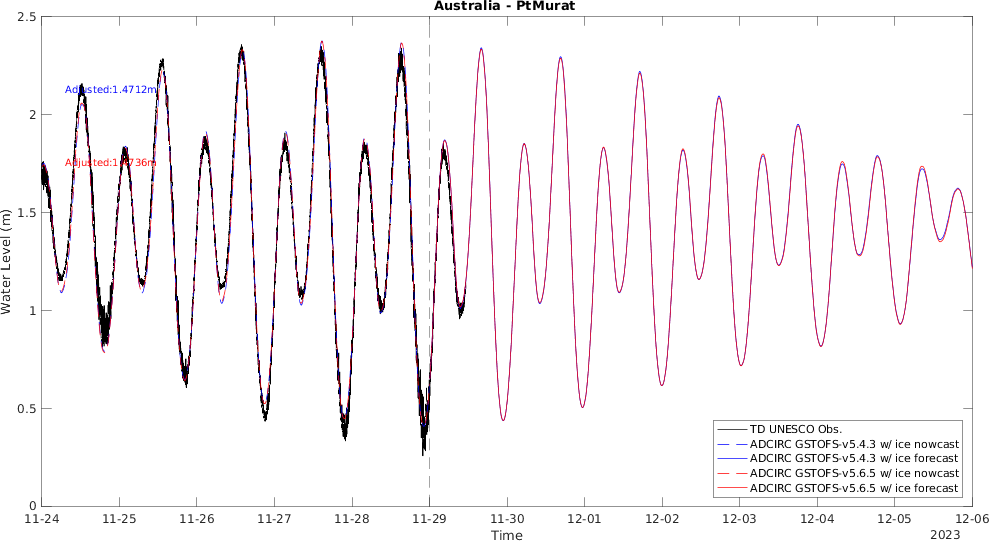 Australia - PtMurat
2.5
2
1.5
1
0.5
0
Water Level (m)
Adjusted:1.4712m
TD UNESCO Obs.
ADCIRC GSTOFS-v5.4.3 w/ ice nowcast
ADCIRC GSTOFS-v5.4.3 w/ ice forecast
ADCIRC GSTOFS-v5.6.5 w/ ice nowcast
ADCIRC GSTOFS-v5.6.5 w/ ice forecast
11-24 11-25 11-26 11-27 11-28 11-29 11-30 12-01 12-02 12-03 12-04 12-05 12-06
Time
2023